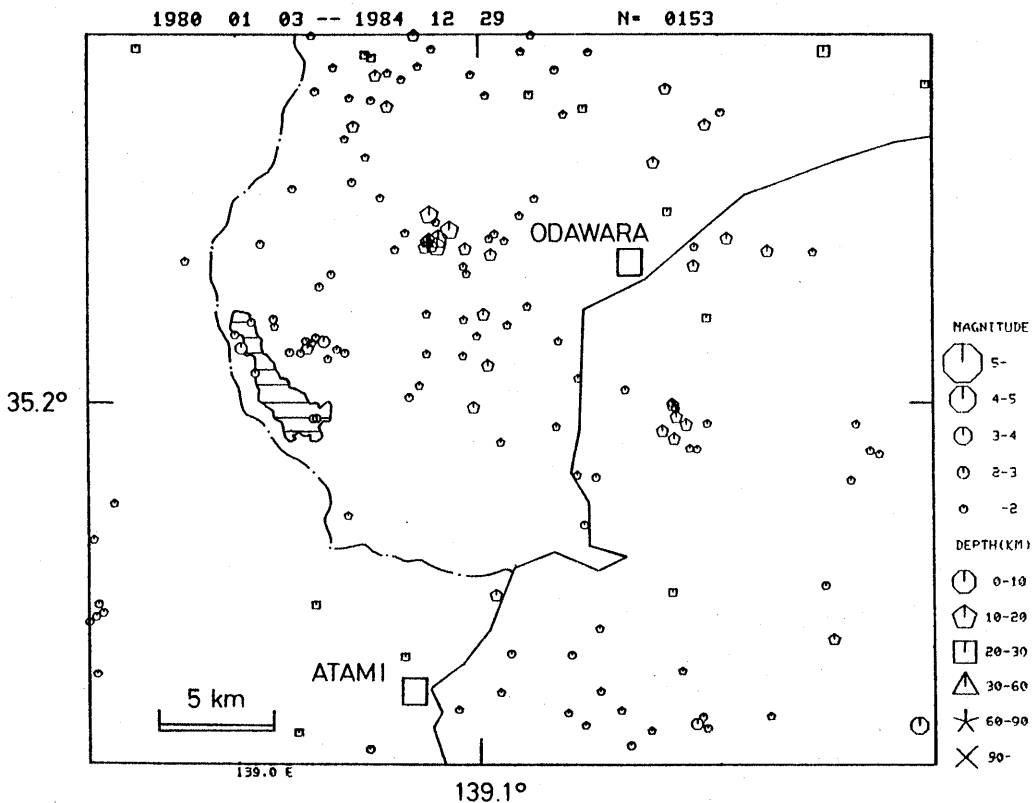 1980 01 03 -- 1984 12 29 N= 0153
ODAWARA
35.2°
ATAMI
5 km
139.0 E
139.1°
MAGNITUDE
5-
4-5
3-4
2-3
-2
DEPTH(KM)
0-10
10-20
20-30
30-60
60-90
90-